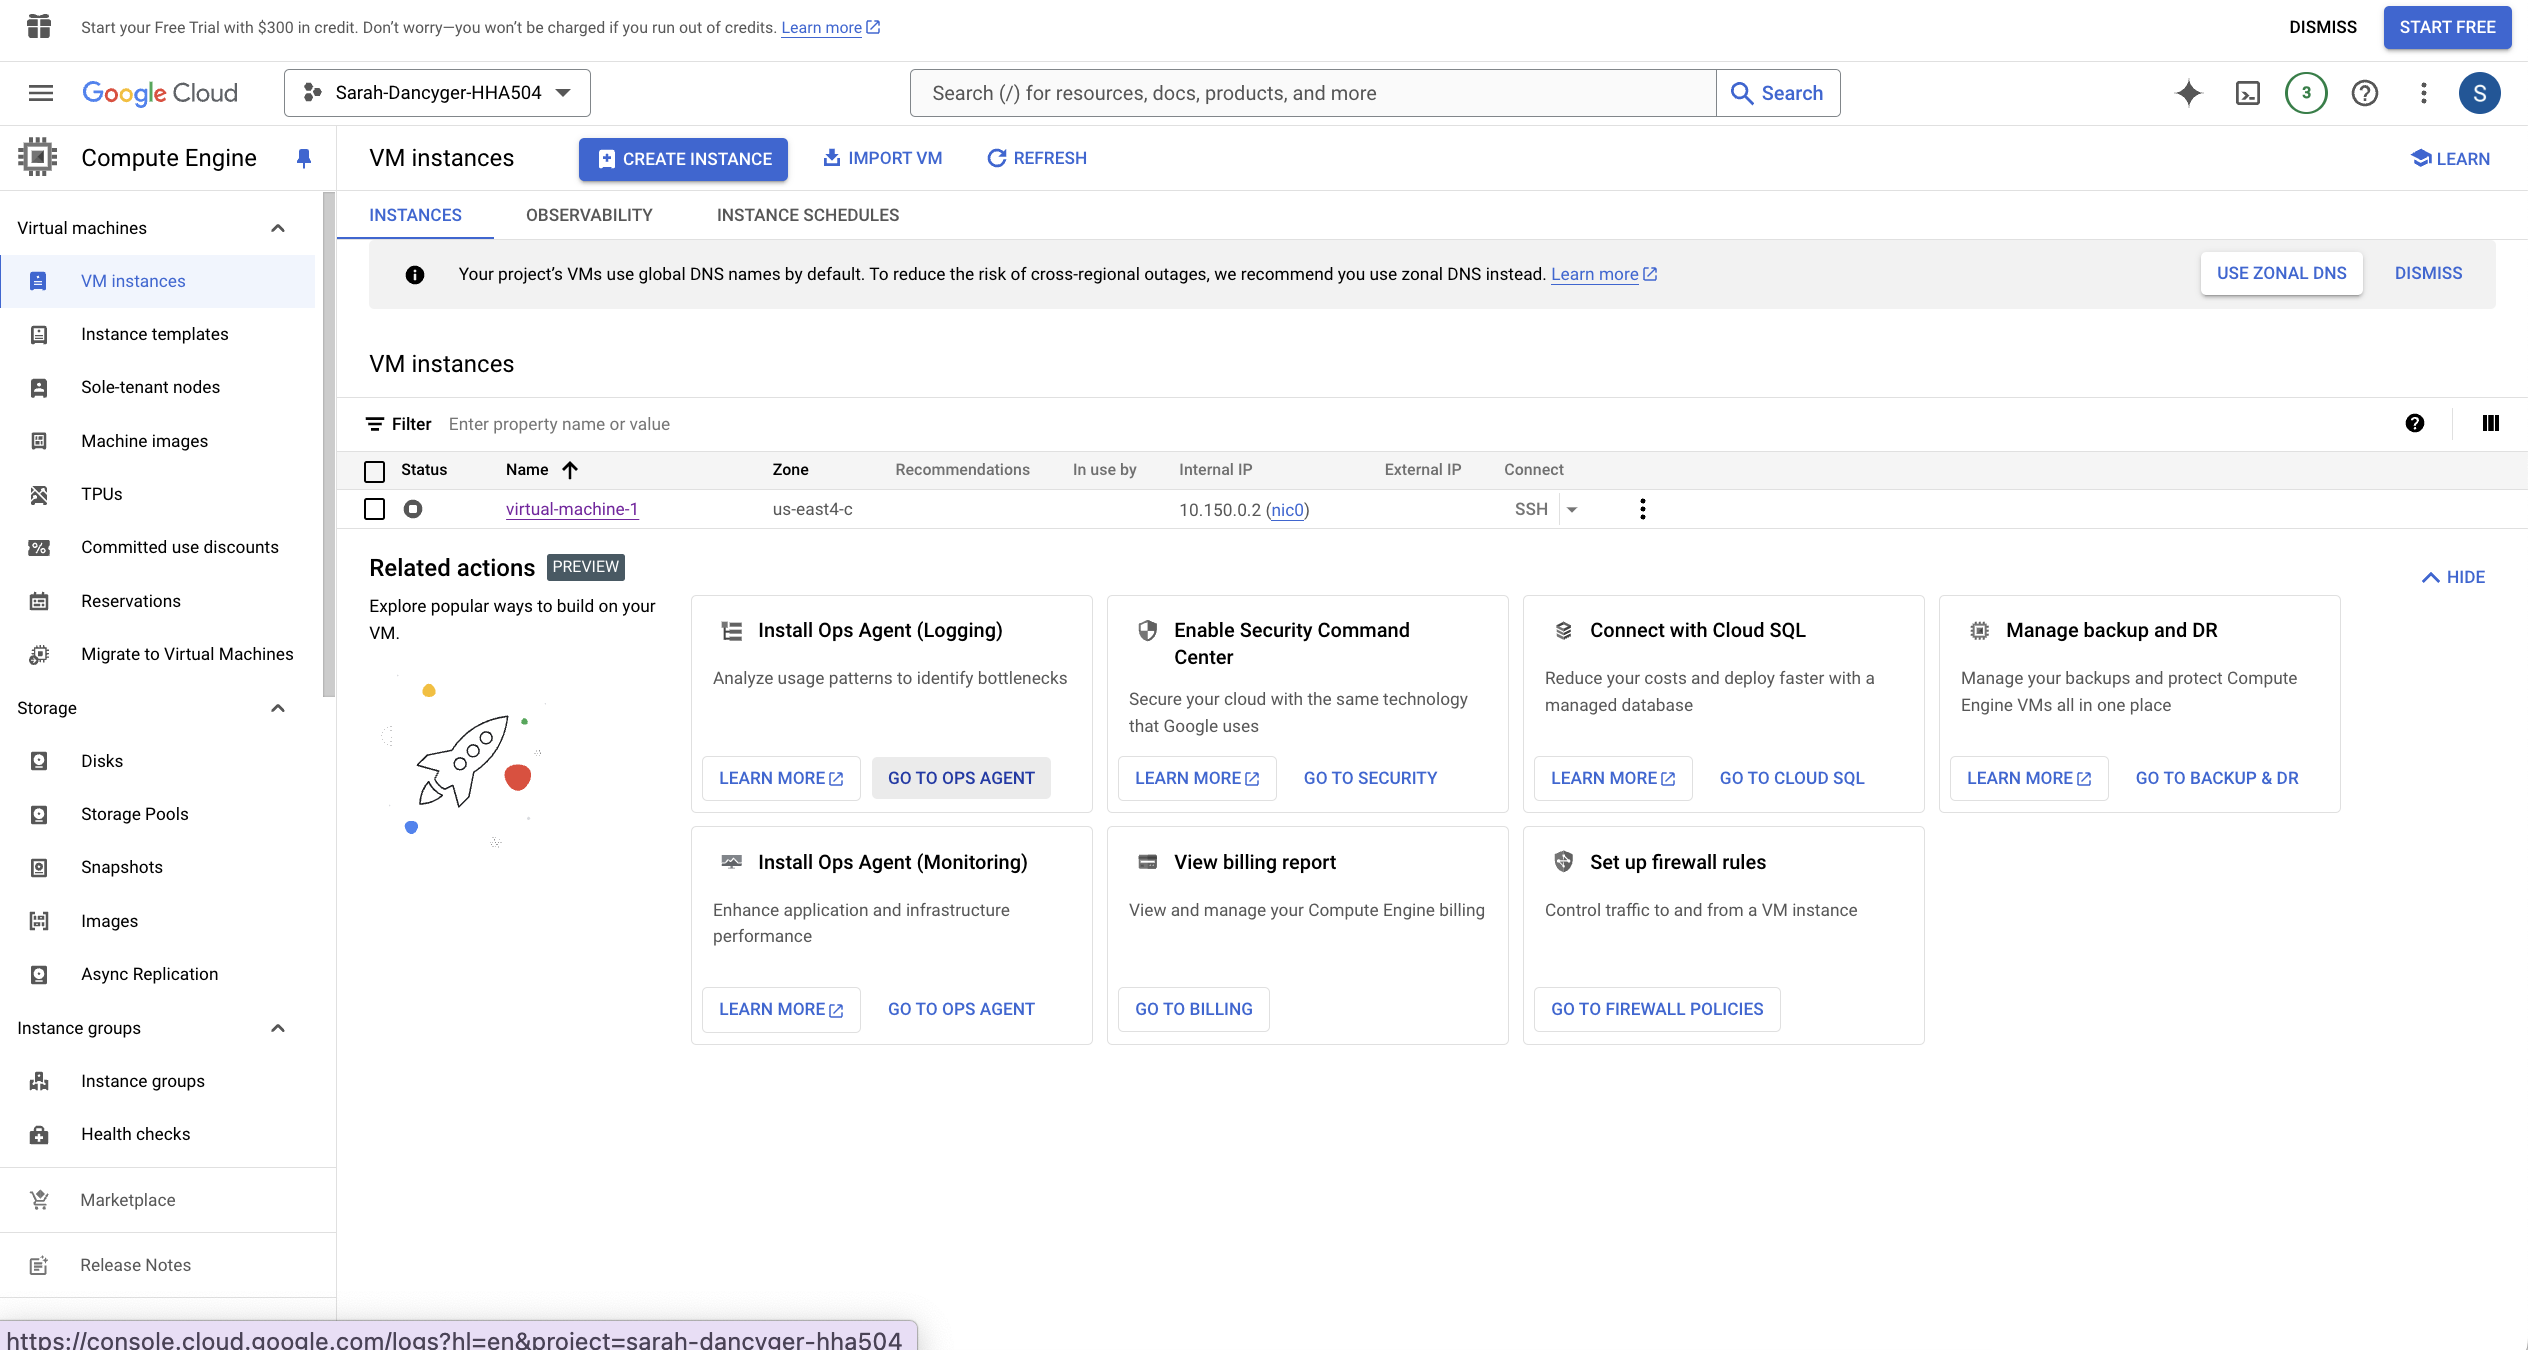 Start your Free Trial with $300 in credit. Don't worry—you won't be charged if you run out of credits. Learn more
DISMISS
START FREE
Google Cloud
Sarah-Dancyger-HHA504
Search (/) for resources, docs, products, and more
Search
3
S
Compute Engine
VM instances
CREATE INSTANCE
IMPORT VM
REFRESH
LEARN
Virtual machines
VM instances
Instance templates
Sole-tenant nodes
Machine images
TPUs
Committed use discounts
Reservations
Migrate to Virtual Machines
Storage
Disks
Storage Pools
Snapshots
Images
Async Replication
Instance groups
Instance groups
Health checks
Marketplace
Release Notes
INSTANCES
OBSERVABILITY
INSTANCE SCHEDULES
Your project's VMs use global DNS names by default. To reduce the risk of cross-regional outages, we recommend you use zonal DNS instead. Learn more
USE ZONAL DNS
DISMISS
VM instances
Filter Enter property name or value
Status Name Zone Recommendations In use by Internal IP External IP Connect
virtual-machine-1 us-east4-c 10.150.0.2 (nic0) SSH
Related actions PREVIEW
HIDE
Explore popular ways to build on your
VM.
Install Ops Agent (Logging)
Analyze usage patterns to identify bottlenecks
LEARN MORE
GO TO OPS AGENT
Enable Security Command
Center
Secure your cloud with the same technology
that Google uses
LEARN MORE
GO TO SECURITY
Connect with Cloud SQL
Reduce your costs and deploy faster with a
managed database
LEARN MORE
GO TO CLOUD SQL
Manage backup and DR
Manage your backups and protect Compute
Engine VMs all in one place
LEARN MORE
GO TO BACKUP & DR
Install Ops Agent (Monitoring)
Enhance application and infrastructure
performance
LEARN MORE
GO TO OPS AGENT
View billing report
View and manage your Compute Engine billing
GO TO BILLING
Set up firewall rules
Control traffic to and from a VM instance
GO TO FIREWALL POLICIES
https://console.cloud.google.com/logs?hl=en&project=sarah-dancyger-hha504